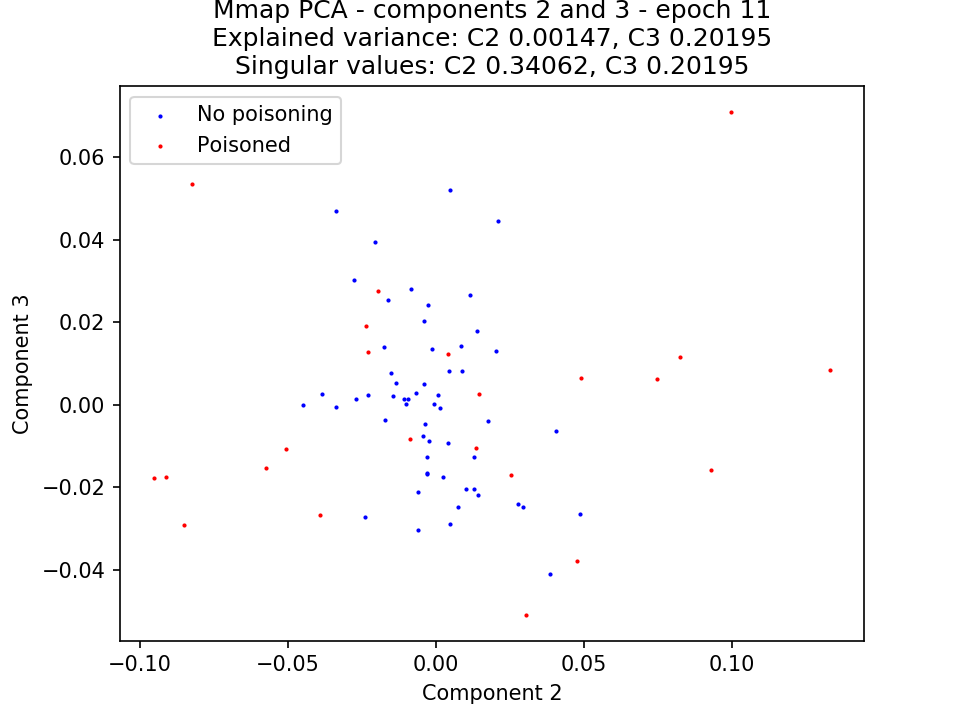 Mmap PCA - components 2 and 3 - epoch 11
Explained variance: C2 0.00147, C3 0.20195
Singular values: C2 0.34062, C3 0.20195
No poisoning
Poisoned
0.06
0.04
0.02
0.00
−0.02
−0.04
Component 3
−0.10
−0.05
0.00
0.05
0.10
Component 2